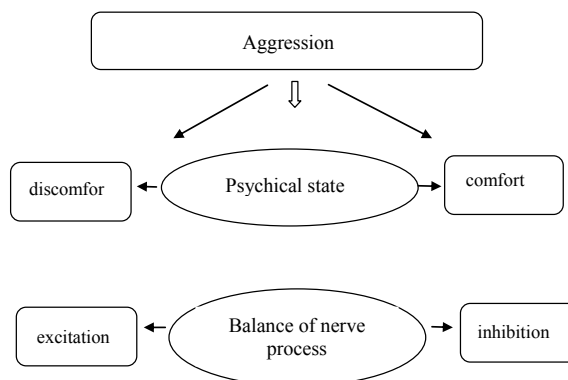 Aggression
discomfor
Psychical state
comfort
excitation
Balance of nerve
process
inhibition